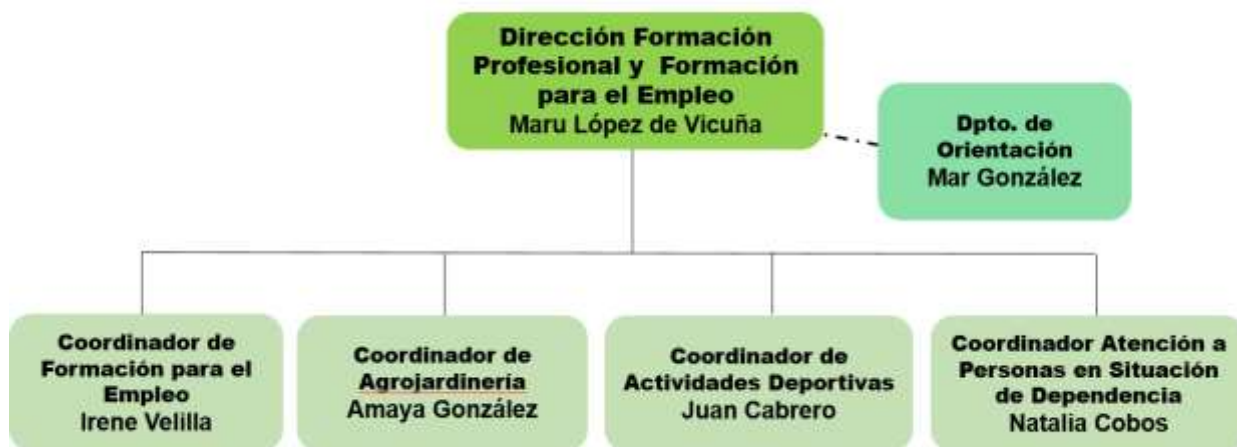 Dirección Formación
Profesional y Formación
para el Empleo
Maru López de Vicuña
Dpto. de
Orientación
Mar González
Coordinador de
Formación para el
Empleo
Irene Velilla
Coordinador de
Agrojardinería
Amaya González
Coordinador de
Actividades Deportivas
Juan Cabrero
Coordinador Atención a
Personas en Situación
de Dependencia
Natalia Cobos